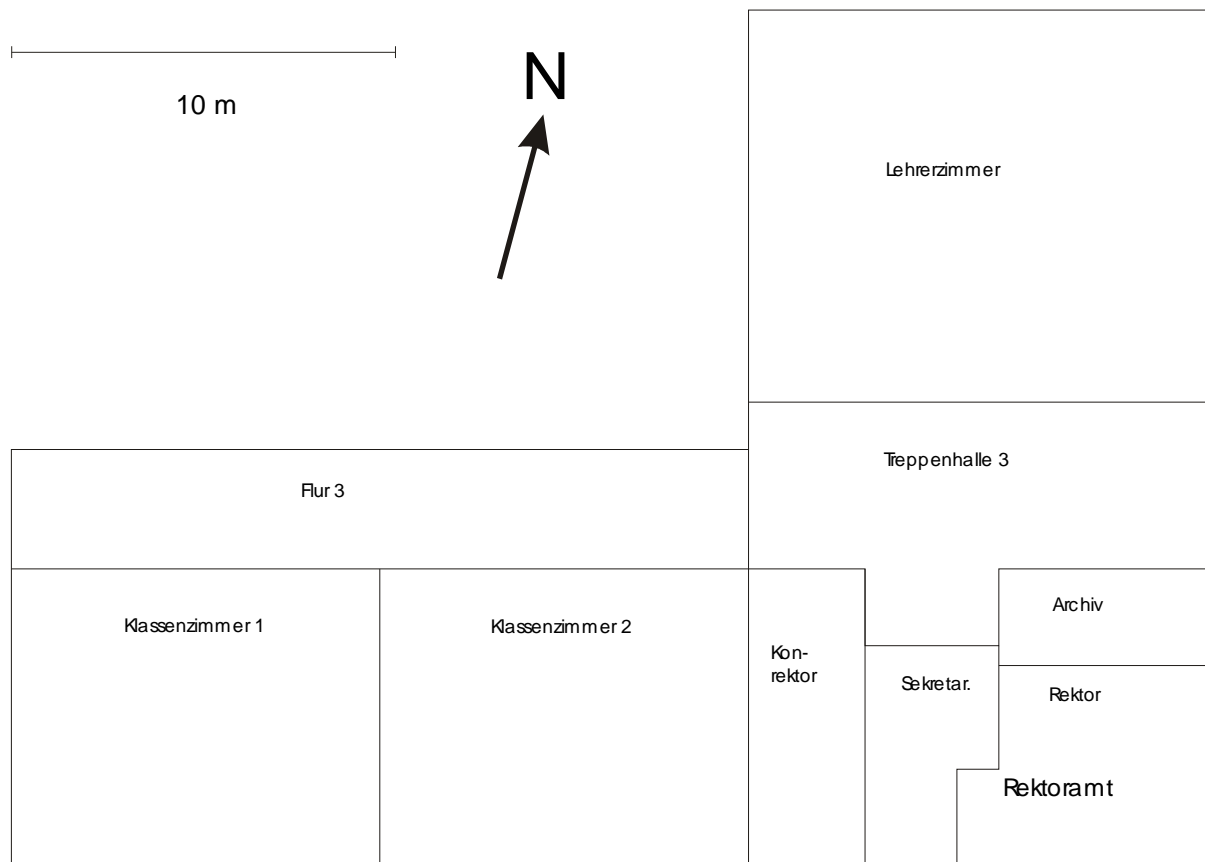 N
10 m
Lehrerzimmer
Treppenhalle 3
Flur 3
Archiv
Klassenzimmer 1
Klassenzimmer 2
Kon-
rektor
Sekretar.
Rektor
Rektoramt